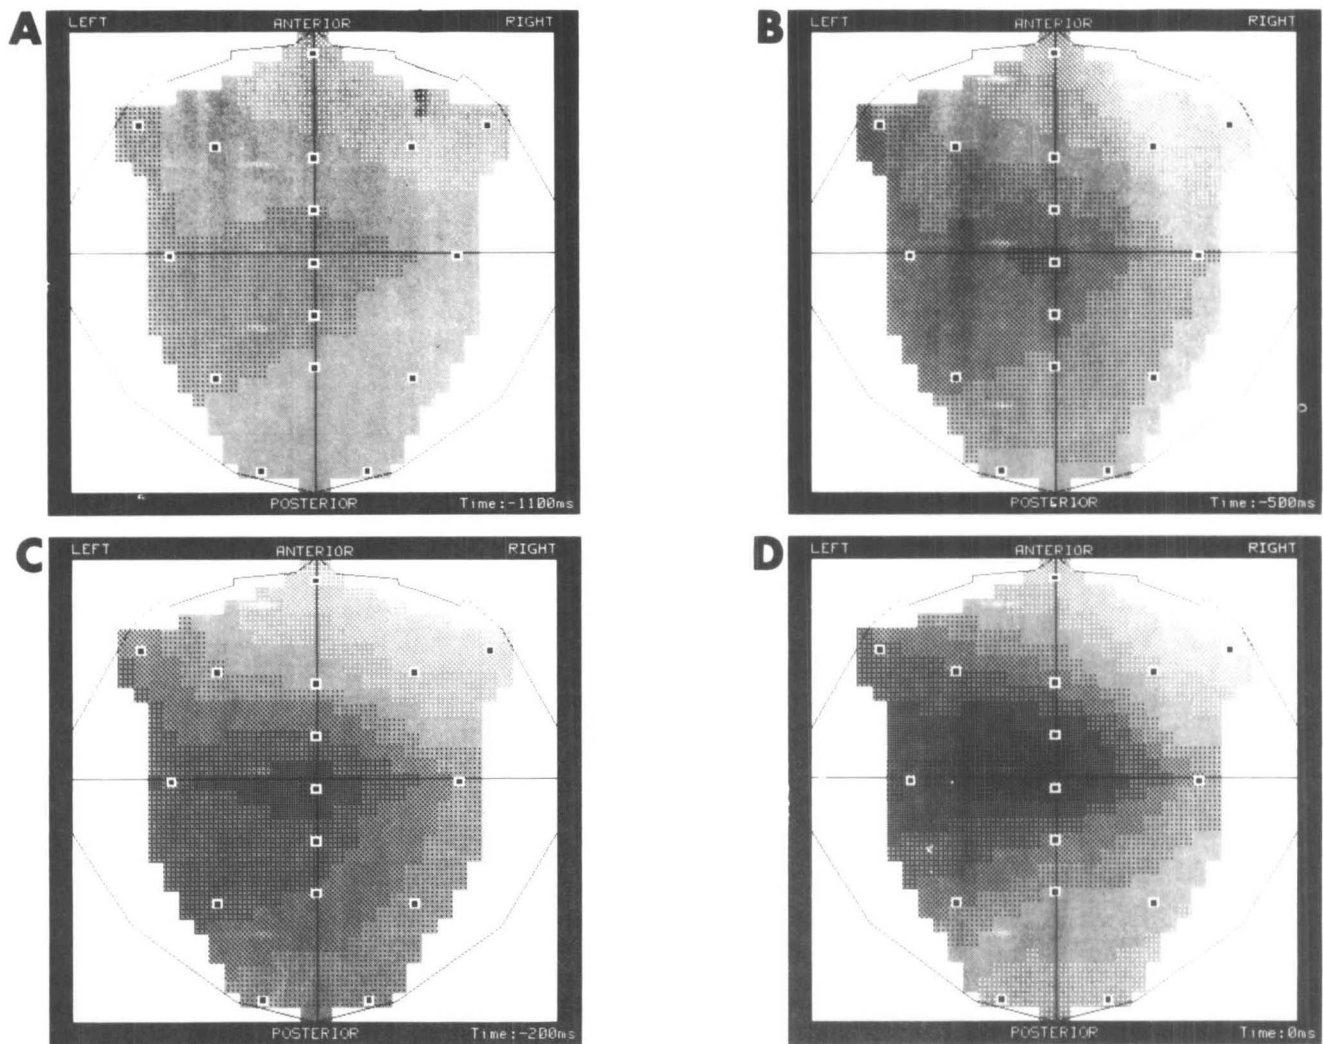 A
LEFT ANTERIOR RIGHT
POSTERIOR Time:-1100ms
B
LEFT ANTERIOR RIGHT
POSTERIOR Time:-500ms
C
LEFT ANTERIOR RIGHT
POSTERIOR Time:-200ms
D
LEFT ANTERIOR RIGHT
POSTERIOR Time:0ms